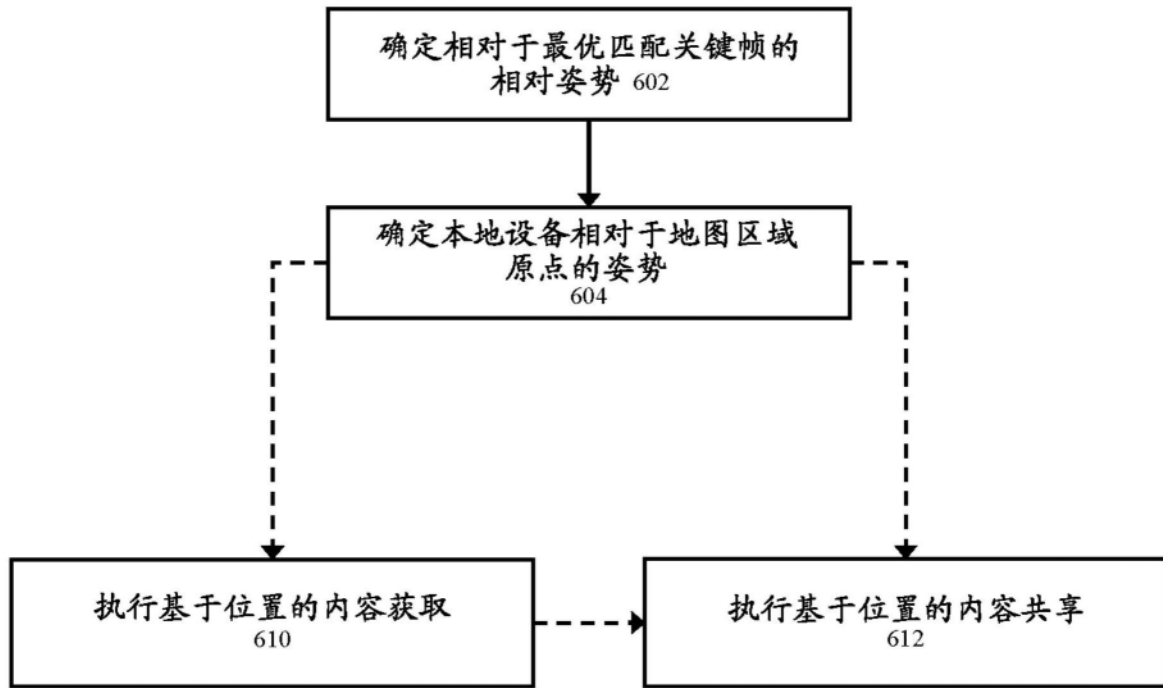 确定相对于最优匹配关键帧的
相对姿势 602
确定本地设备相对于地图区域
原点的姿势
604
执行基于位置的内容获取
610
执行基于位置的内容共享
612